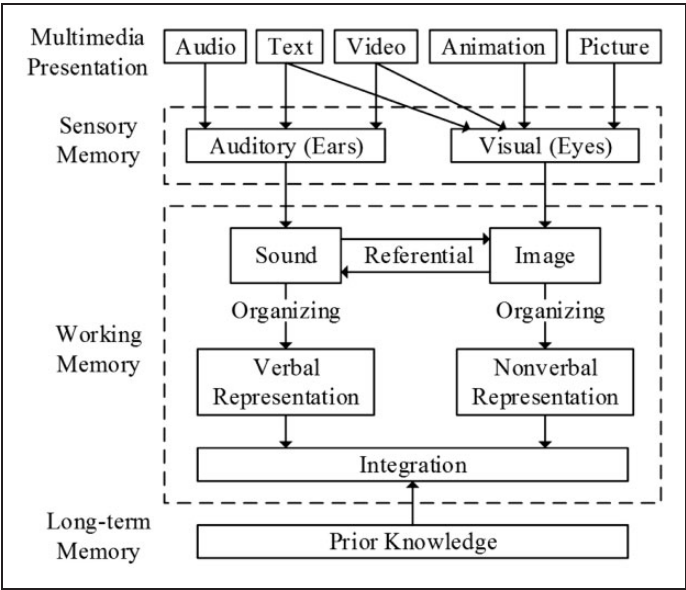 Multimedia
Presentation
Audio
Text
Video
Animation
Picture
Sensory
Memory
Auditory (Ears)
Visual (Eyes)
Working
Memory
Sound
Referential
Image
Organizing
Organizing
Verbal
Representation
Nonverbal
Representation
Integration
Long-term
Memory
Prior Knowledge